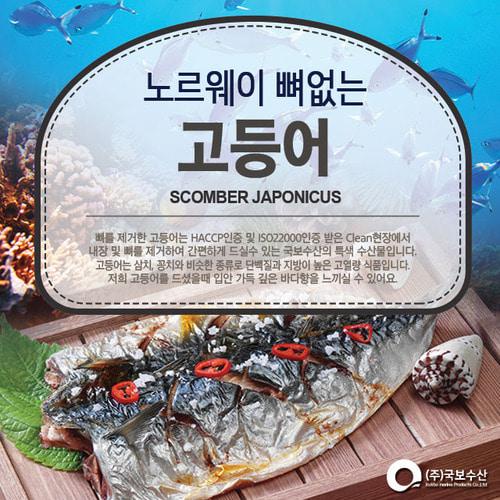 노르웨이 뼈없는
고등어
SCOMBER JAPONICUS
뼈를 제거한 고등어는 HACCP인증 및 ISO22000인증 받은 Clean현장에서
내장 및 뼈를 제거하여 간편하게 드실수 있는 국보수산의 특색 수산물입니다.
고등어는 삼치, 꽁치와 비슷한 종류로 단백질과 지방이 높은 고열량 식품입니다.
저희 고등어를 드셨을때 입안 가득 깊은 바다향을 느끼실 수 있어요.
(주)국보수산
Kukbo marine Products Co.,Ltd